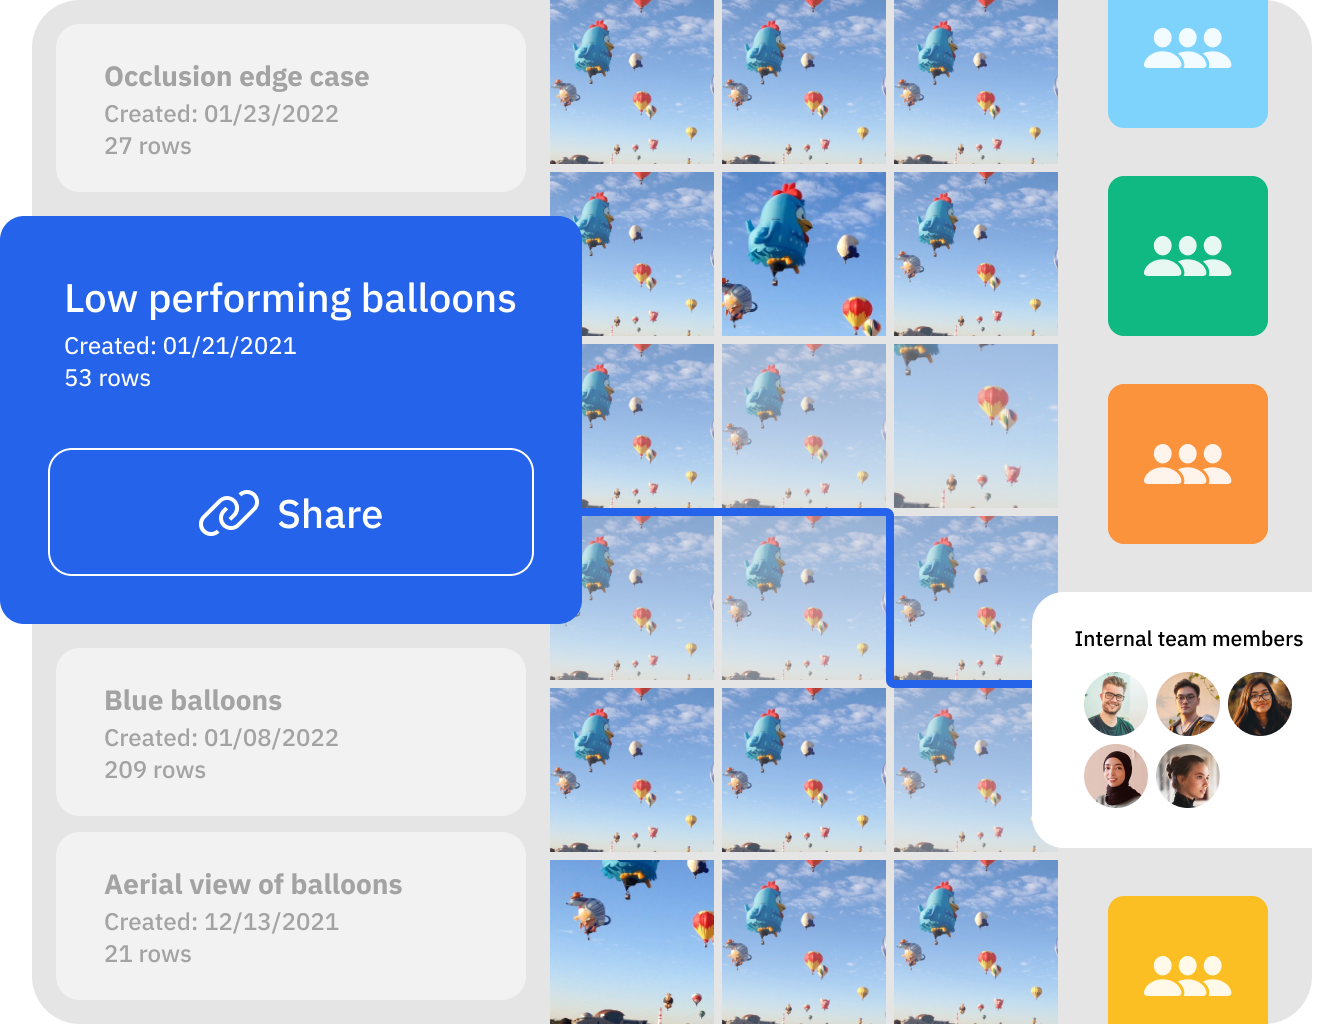 Occlusion edge case
Created: 01/23/2022
27 rows
Low performing balloons
Created: 01/21/2021
53 rows
Share
Blue balloons
Created: 01/08/2022
209 rows
Aerial view of balloons
Created: 12/13/2021
21 rows
Internal team members